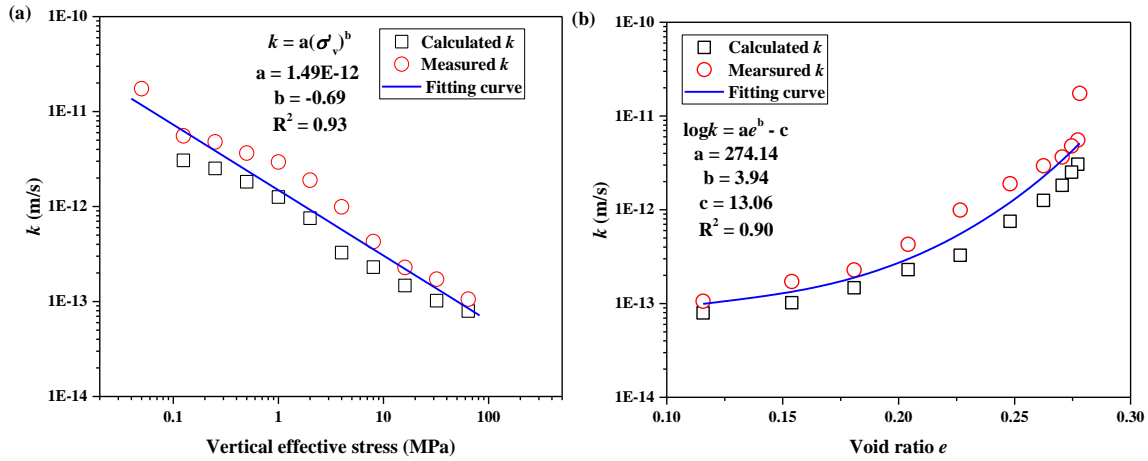 (a)
1E-10
1E-11
1E-12
1E-13
1E-14
k (m/s)
k = a(σ'v)^b
a = 1.49E-12
b = -0.69
R² = 0.93
Calculated k
Measured k
Fitting curve
0.1 1 10 100
Vertical effective stress (MPa)
(b)
1E-10
1E-11
1E-12
1E-13
1E-14
k (m/s)
Calculated k
Mearsured k
Fitting curve
logk = ae^b - c
a = 274.14
b = 3.94
c = 13.06
R² = 0.90
0.10 0.15 0.20 0.25 0.30
Void ratio e